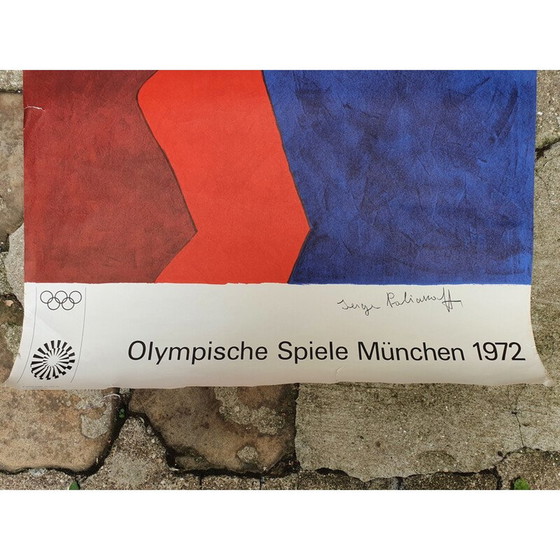 Serge Poliakoff
Olympische Spiele München 1972